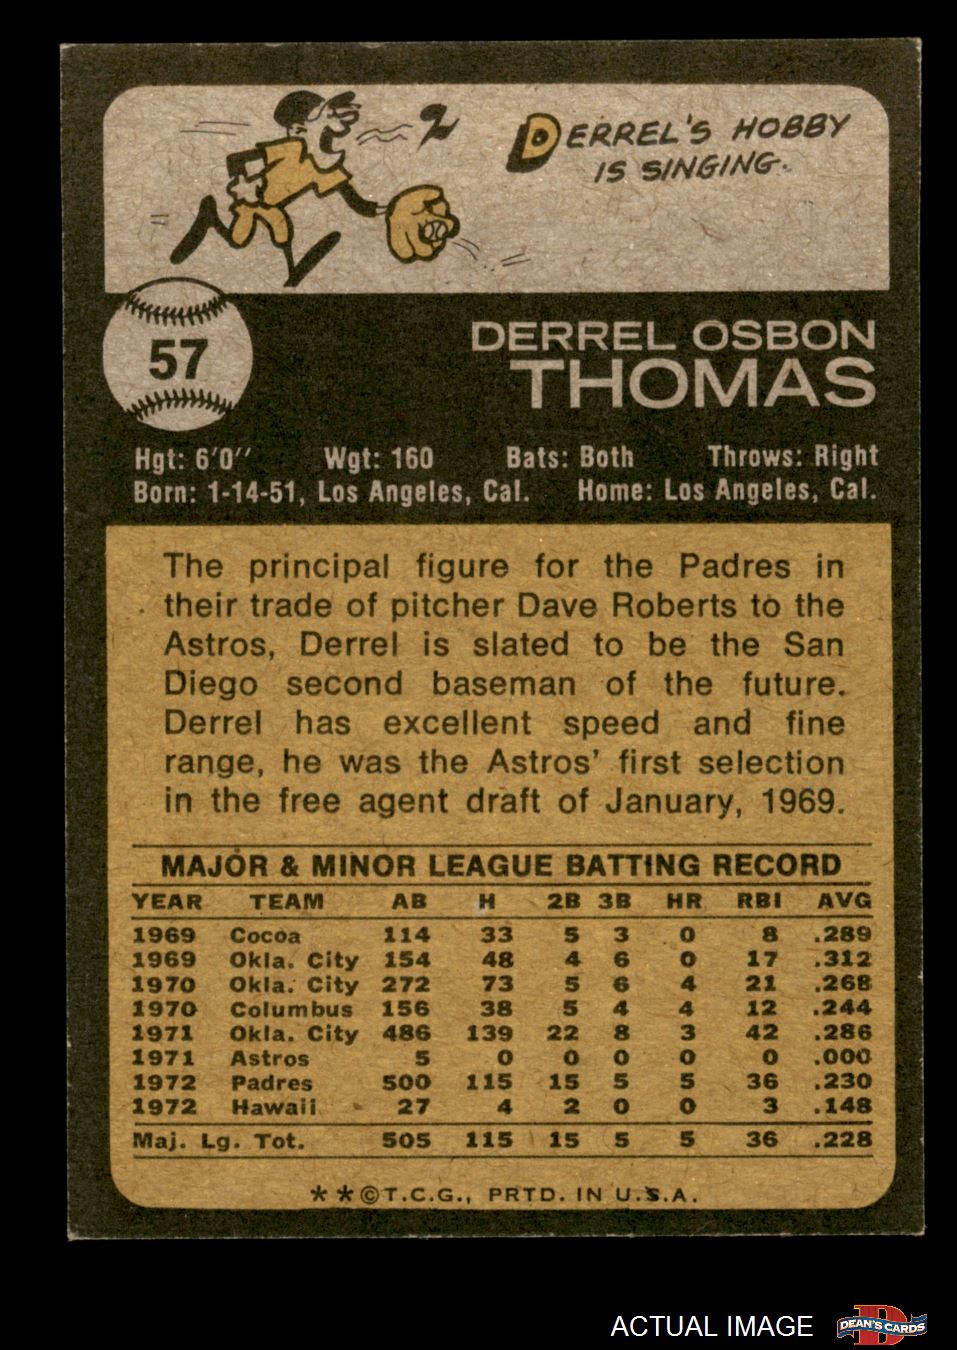 DERREL'S HOBBY
IS SINGING.
57
DERREL OSBON
THOMAS
Hgt: 6'0'' Wgt: 160 Bats: Both Throws: Right
Born: 1-14-51, Los Angeles, Cal. Home: Los Angeles, Cal.
The principal figure for the Padres in
their trade of pitcher Dave Roberts to the
Astros, Derrel is slated to be the San
Diego second baseman of the future.
Derrel has excellent speed and fine
range, he was the Astros' first selection
in the free agent draft of January, 1969.
MAJOR & MINOR LEAGUE BATTING RECORD
YEAR TEAM AB H 2B 3B HR RBI AVG
1969 Cocoa 114 33 5 3 0 8 .289
1969 Okla. City 154 48 4 6 0 17 .312
1970 Okla. City 272 73 5 6 4 21 .268
1970 Columbus 156 38 5 4 4 12 .244
1971 Okla. City 486 139 22 8 3 42 .286
1971 Astros 5 0 0 0 0 0 .000
1972 Padres 500 115 15 5 5 36 .230
1972 Hawaii 27 4 2 0 0 3 .148
Maj. Lg. Tot. 505 115 15 5 5 36 .228
**©T.C.G., PRTD. IN U.S.A.
ACTUAL IMAGE
D
DEAN'S CARDS